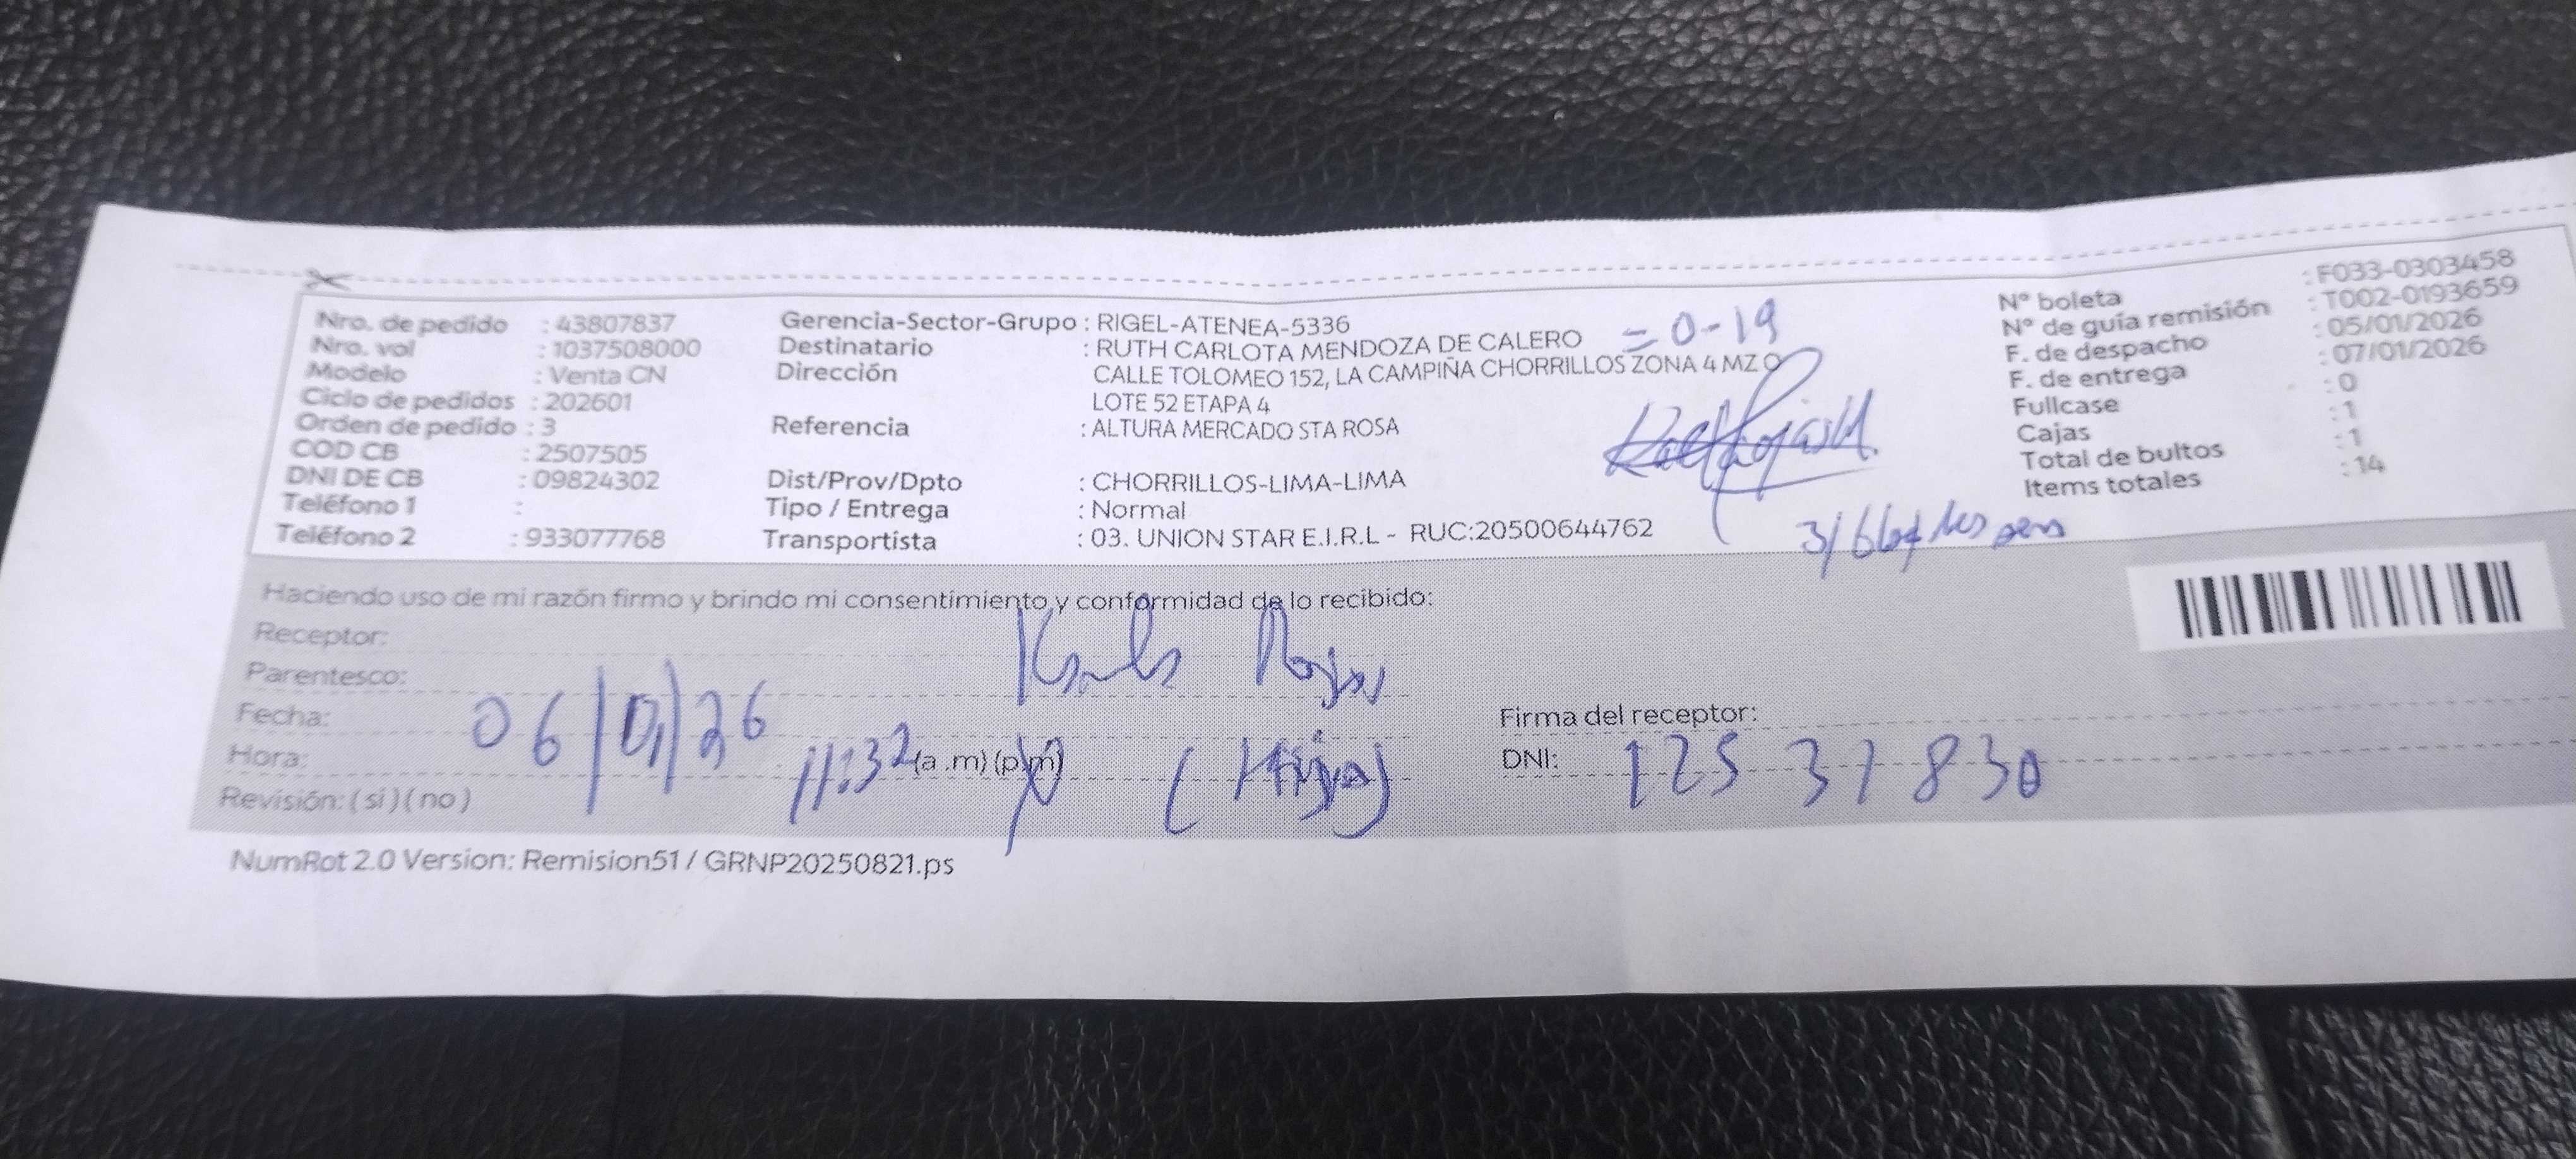 Nro. de pedido : 43807837
Nro. vol : 1037508000
Modelo : Venta CN
Ciclo de pedidos : 202601
Orden de pedido : 3
COD CB : 2507505
DNI DE CB : 09824302
Teléfono 1 :
Teléfono 2 : 933077768
Gerencia-Sector-Grupo : RIGEL-ATENEA-5336
Destinatario : RUTH CARLOTA MENDOZA DE CALERO = 0-19
Dirección CALLE TOLOMEO 152, LA CAMPIÑA CHORRILLOS ZONA 4 MZ O
LOTE 52 ETAPA 4
Referencia : ALTURA MERCADO STA ROSA
Dist/Prov/Dpto : CHORRILLOS-LIMA-LIMA
Tipo / Entrega : Normal
Transportista : 03. UNION STAR E.I.R.L - RUC:20500644762
N° boleta : F033-0303458
N° de guía remisión : T002-0193659
F. de despacho : 05/01/2026
F. de entrega : 07/01/2026
Fullcase : 0
Cajas : 1
Total de bultos : 1
Items totales : 14
Haciendo uso de mi razón firmo y brindo mi consentimiento y conformidad de lo recibido:
Receptor: Rojas
Parentesco: (Hijo)
Fecha: 06/01/26
Hora: 11:32 (a .m) (p.m)
Revisión: ( si ) ( no )
Firma del receptor:
DNI: 125 37 830
NumRot 2.0 Version: Remision51 / GRNP20250821.ps